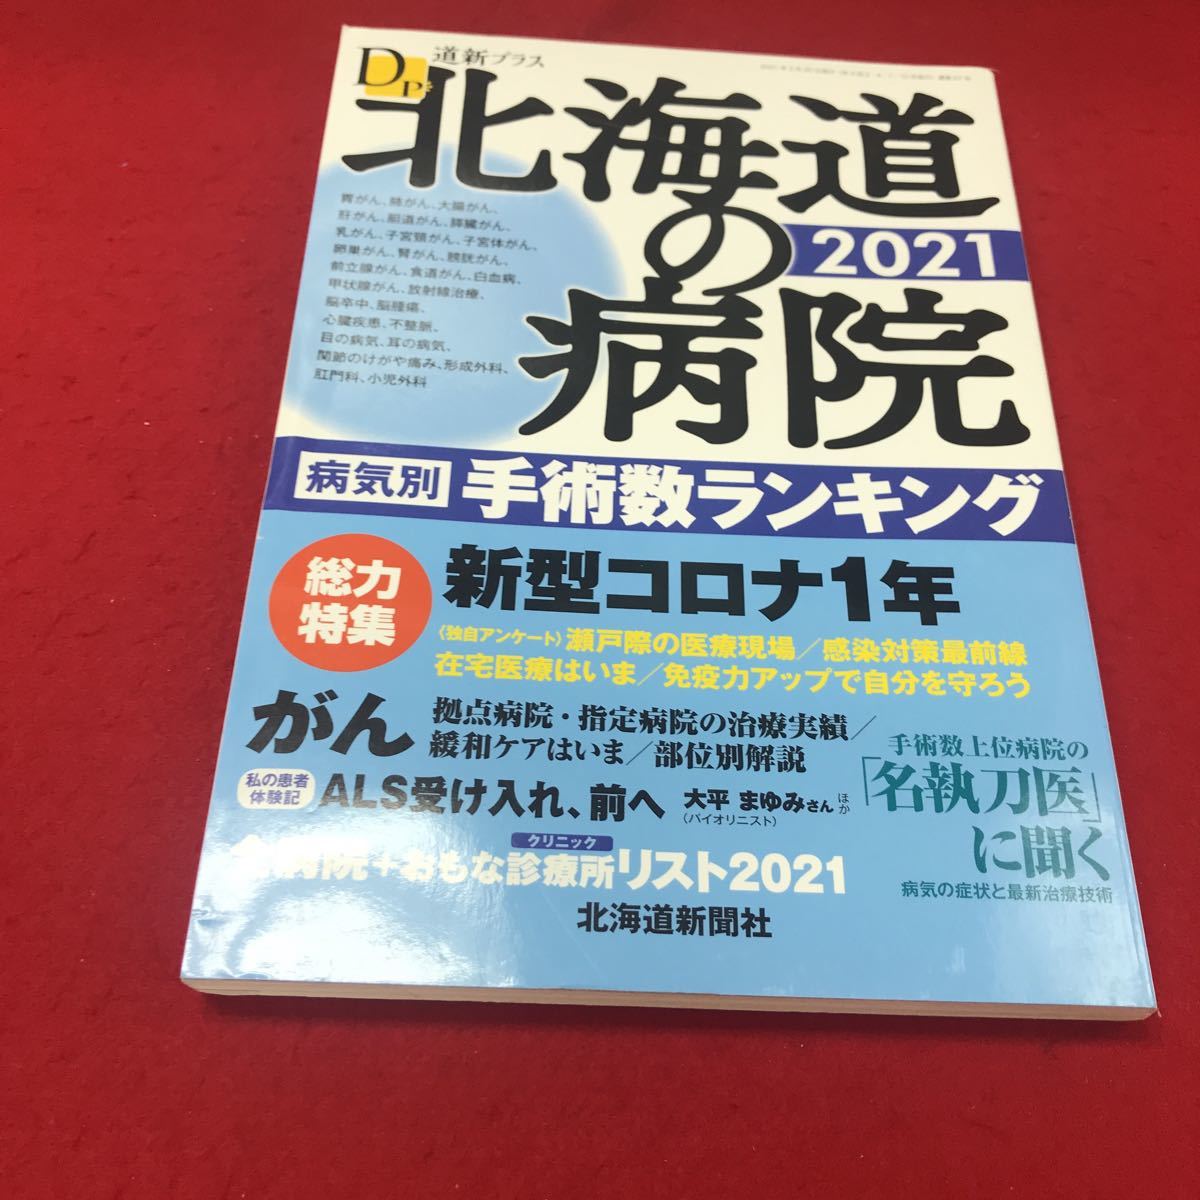 DP
道新プラス
北海道
の
2021
病院
胃がん、肺がん、大腸がん、
肝がん、胆道がん、膵臓がん、
乳がん、子宮頸がん、子宮体がん、
卵巣がん、腎がん、膀胱がん、
前立腺がん、食道がん、白血病、
甲状腺がん、放射線治療、
脳卒中、脳腫瘍、
心臓疾患、不整脈、
目の病気、耳の病気、
関節のけがや痛み、形成外科、
肛門科、小児外科
病気別 手術数ランキング
総力
特集
新型コロナ1年
〈独自アンケート〉瀬戸際の医療現場／感染対策最前線
在宅医療はいま／免疫力アップで自分を守ろう
がん
拠点病院・指定病院の治療実績／
緩和ケアはいま／部位別解説
私の患者
体験記
ALS受け入れ、前へ
大平 まゆみさん ほか
(バイオリニスト)
手術数上位病院の
「名執刀医」
に聞く
病気の症状と最新治療技術
クリニック
病院+おもな診療所リスト2021
北海道新聞社